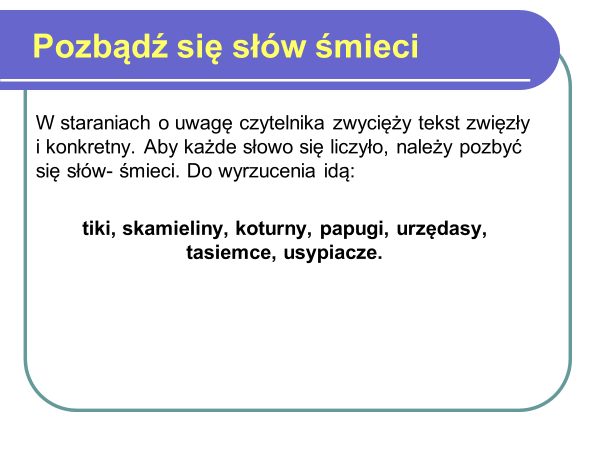 Pozbądź się słów śmieci
W staraniach o uwagę czytelnika zwycięży tekst zwięzły
i konkretny. Aby każde słowo się liczyło, należy pozbyć
się słów- śmieci. Do wyrzucenia idą:
tiki, skamieliny, koturny, papugi, urzędasy,
tasiemce, usypiacze.